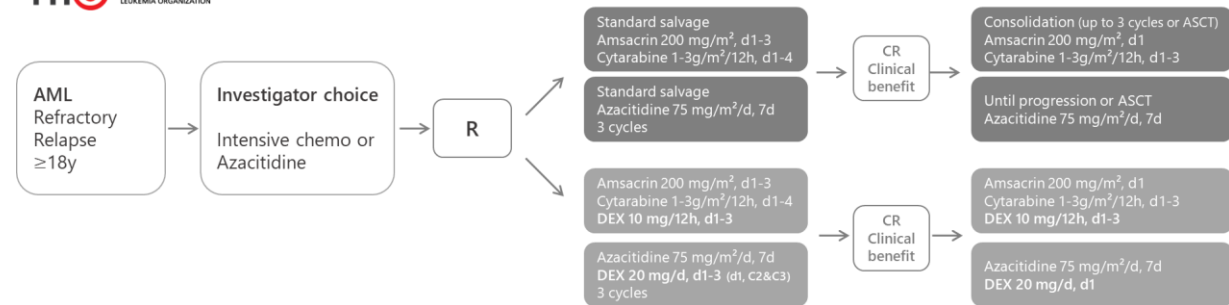 LEUKEMIA ORGANIZATION
AML
Refractory
Relapse
≥18y
Investigator choice
Intensive chemo or
Azacitidine
R
Standard salvage
Amsacrin 200 mg/m², d1-3
Cytarabine 1-3g/m²/12h, d1-4
Standard salvage
Azacitidine 75 mg/m²/d, 7d
3 cycles
CR
Clinical
benefit
Consolidation (up to 3 cycles or ASCT)
Amsacrin 200 mg/m², d1
Cytarabine 1-3g/m²/12h, d1-3
Until progression or ASCT
Azacitidine 75 mg/m²/d, 7d
Amsacrin 200 mg/m², d1-3
Cytarabine 1-3g/m²/12h, d1-4
DEX 10 mg/12h, d1-3
Azacitidine 75 mg/m²/d, 7d
DEX 20 mg/d, d1-3 (d1, C2&C3)
3 cycles
CR
Clinical
benefit
Amsacrin 200 mg/m², d1
Cytarabine 1-3g/m²/12h, d1-3
DEX 10 mg/12h, d1-3
Azacitidine 75 mg/m²/d, 7d
DEX 20 mg/d, d1